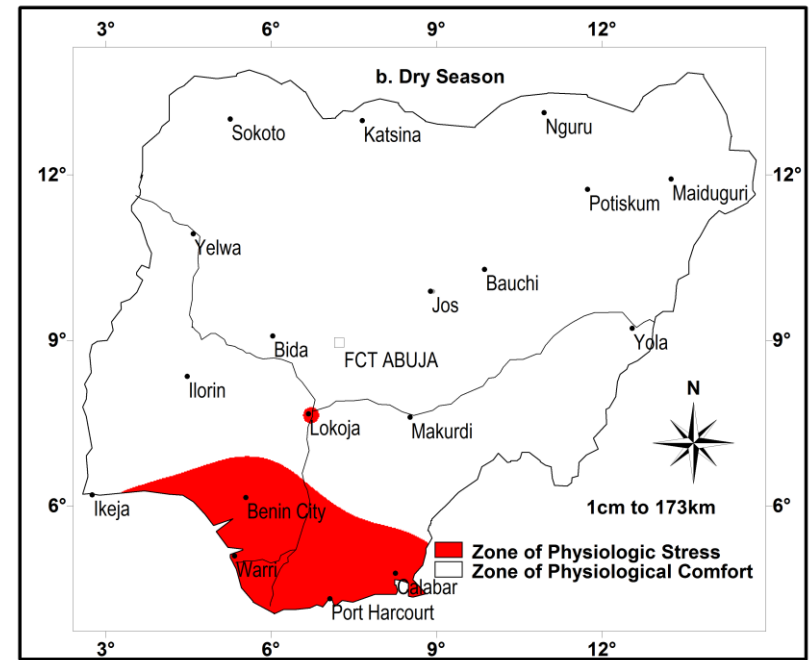 3° 6° 9° 12°
b. Dry Season
Sokoto
Katsina
Nguru
12° 12°
Potiskum
Maiduguri
Yelwa
Bauchi
Jos
9° 9°
Bida
FCT ABUJA
Yola
Ilorin
N
Lokoja
Makurdi
6° 6°
Ikeja
Benin City
1cm to 173km
Zone of Physiologic Stress
Zone of Physiological Comfort
Warri
Calabar
Port Harcourt
3° 6° 9° 12°